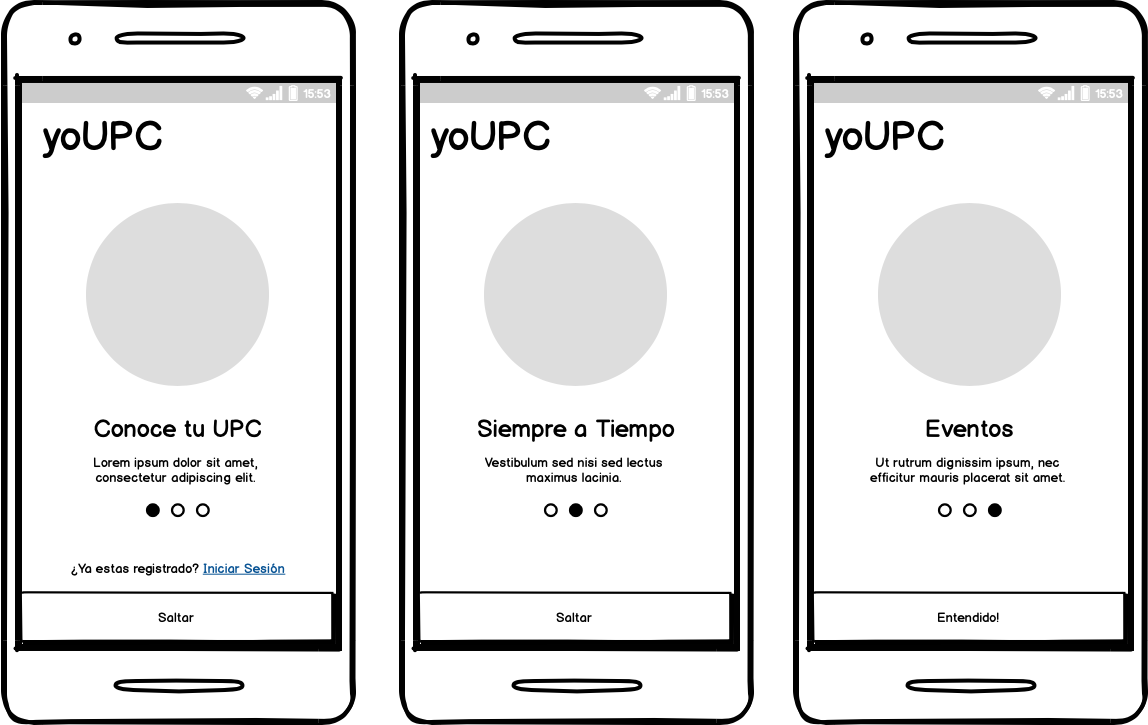 15:53
yoUPC
Conoce tu UPC
Lorem ipsum dolor sit amet,
consectetur adipiscing elit.
¿Ya estas registrado? Iniciar Sesión
Saltar
15:53
yoUPC
Siempre a Tiempo
Vestibulum sed nisi sed lectus
maximus lacinia.
Saltar
15:53
yoUPC
Eventos
Ut rutrum dignissim ipsum, nec
efficitur mauris placerat sit amet.
Entendido!